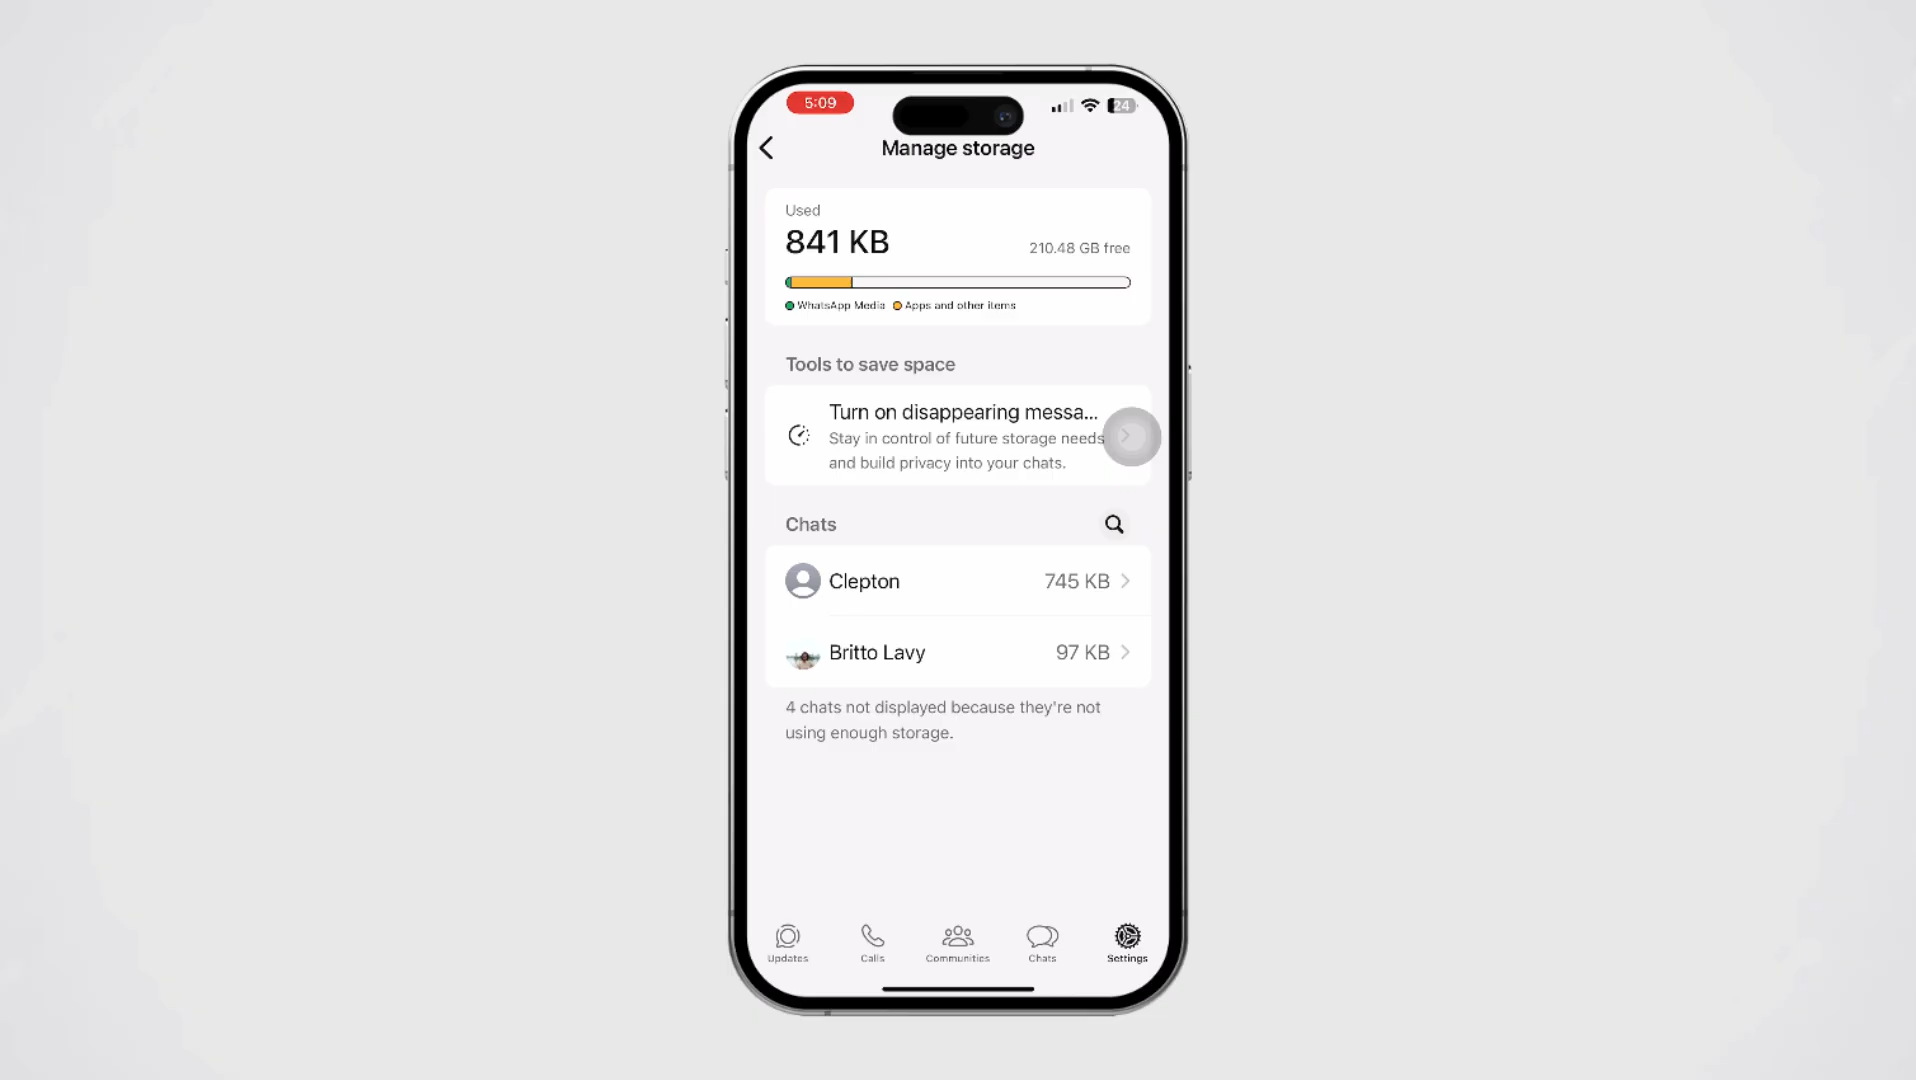 5:09
24
Manage storage
Used
841 KB
210.48 GB free
WhatsApp Media Apps and other items
Tools to save space
Turn on disappearing messa...
Stay in control of future storage needs
and build privacy into your chats.
Chats
Clepton 745 KB
Britto Lavy 97 KB
4 chats not displayed because they're not
using enough storage.
Updates Calls Communities Chats Settings